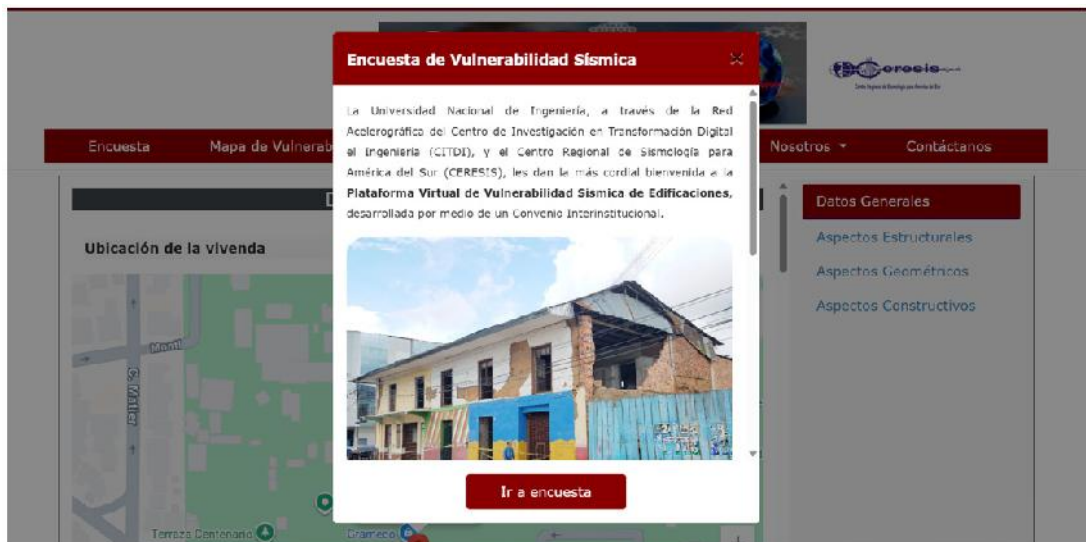 Encuesta de Vulnerabilidad Sísmica
La Universidad Nacional de Ingeniería, a través de la Red
Acelerográfica del Centro de Investigación en Transformación Digital
el Ingeniería (CITDI), y el Centro Regional de Sismología para
América del Sur (CERESIS), les dan la más cordial bienvenida a la
Plataforma Virtual de Vulnerabilidad Sísmica de Edificaciones,
desarrollada por medio de un Convenio Interinstitucional.
Ir a encuesta
Encuesta
Mapa de Vulnerab
Nosotros
Contáctanos
D
Ubicación de la vivenda
Datos Generales
Aspectos Estructurales
Aspectos Geométricos
Aspectos Constructivos
Monti
Terraza Centenario